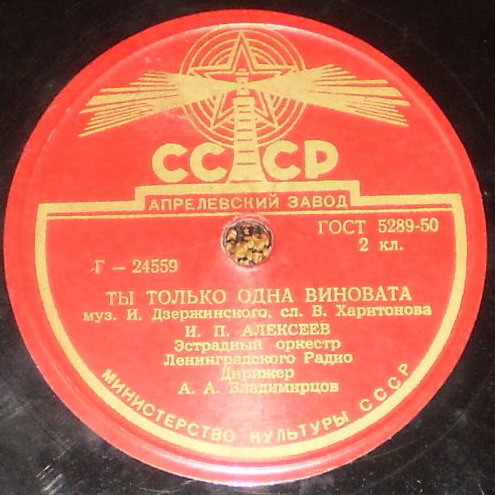 СССР
АПРЕЛЕВСКИЙ ЗАВОД
ГОСТ 5289-50
2 кл.
Г – 24559
ТЫ ТОЛЬКО ОДНА ВИНОВАТА
муз. И. Дзержинского, сл. В. Харитонова
И. П. АЛЕКСЕЕВ
Эстрадный оркестр
Ленинградского Радио
Дирижер
А. А. Владимирцов
МИНИСТЕРСТВО КУЛЬТУРЫ СССР